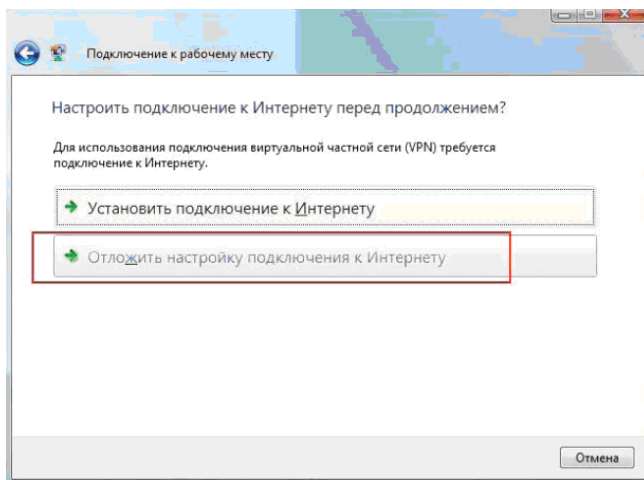 Подключение к рабочему месту
Настроить подключение к Интернету перед продолжением?
Для использования подключения виртуальной частной сети (VPN) требуется
подключение к Интернету.
Установить подключение к Интернету
Отложить настройку подключения к Интернету
Отмена